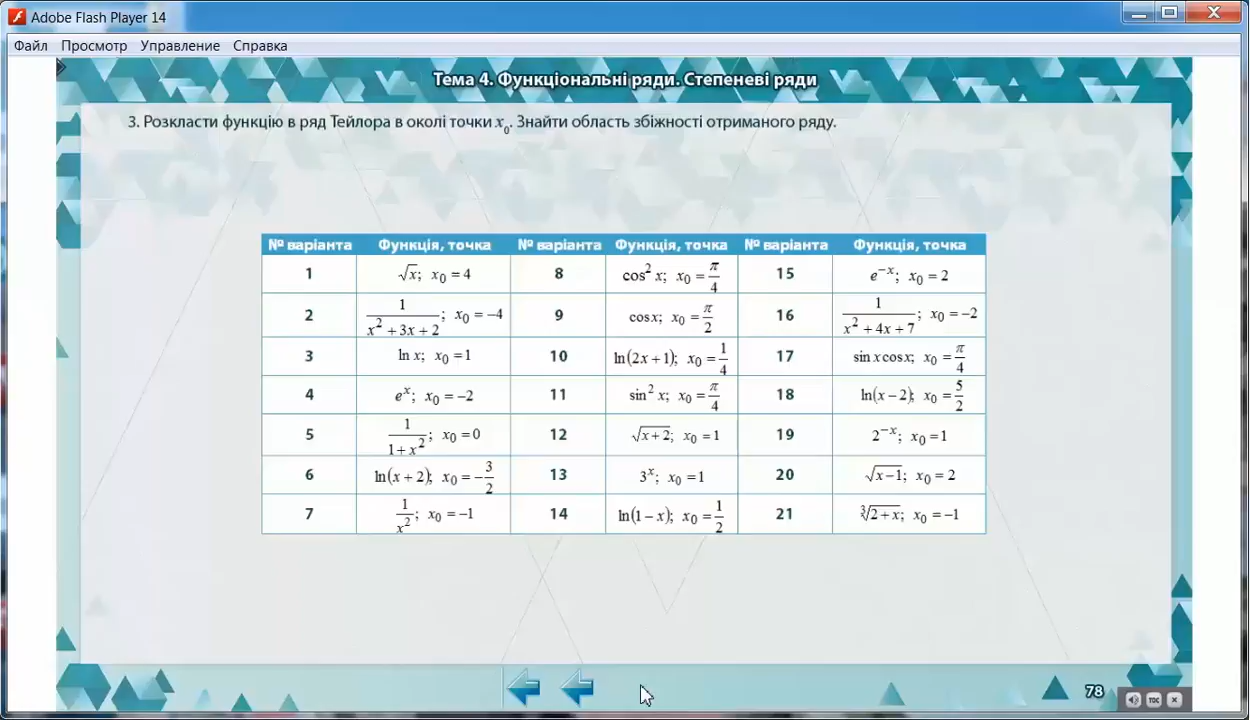 Adobe Flash Player 14
Файл Просмотр Управление Справка
Тема 4. Функціональні ряди. Степеневі ряди
3. Розкласти функцію в ряд Тейлора в околі точки x₀. Знайти область збіжності отриманого ряду.
№ варіанта Функція, точка № варіанта Функція, точка № варіанта Функція, точка
1 √x; x₀ = 4 8 cos² x; x₀ = π/4 15 e⁻ˣ; x₀ = 2
2 1/(x² + 3x + 2); x₀ = −4 9 cos x; x₀ = π/2 16 1/(x² + 4x + 7); x₀ = −2
3 ln x; x₀ = 1 10 ln(2x + 1); x₀ = 1/4 17 sin x cos x; x₀ = π/4
4 eˣ; x₀ = −2 11 sin² x; x₀ = π/4 18 ln(x − 2); x₀ = 5/2
5 1/(1 + x²); x₀ = 0 12 √(x + 2); x₀ = 1 19 2⁻ˣ; x₀ = 1
6 ln(x + 2); x₀ = −3/2 13 3ˣ; x₀ = 1 20 √(x − 1); x₀ = 2
7 1/x²; x₀ = −1 14 ln(1 − x); x₀ = 1/2 21 ∛(2 + x); x₀ = −1
78
TOC